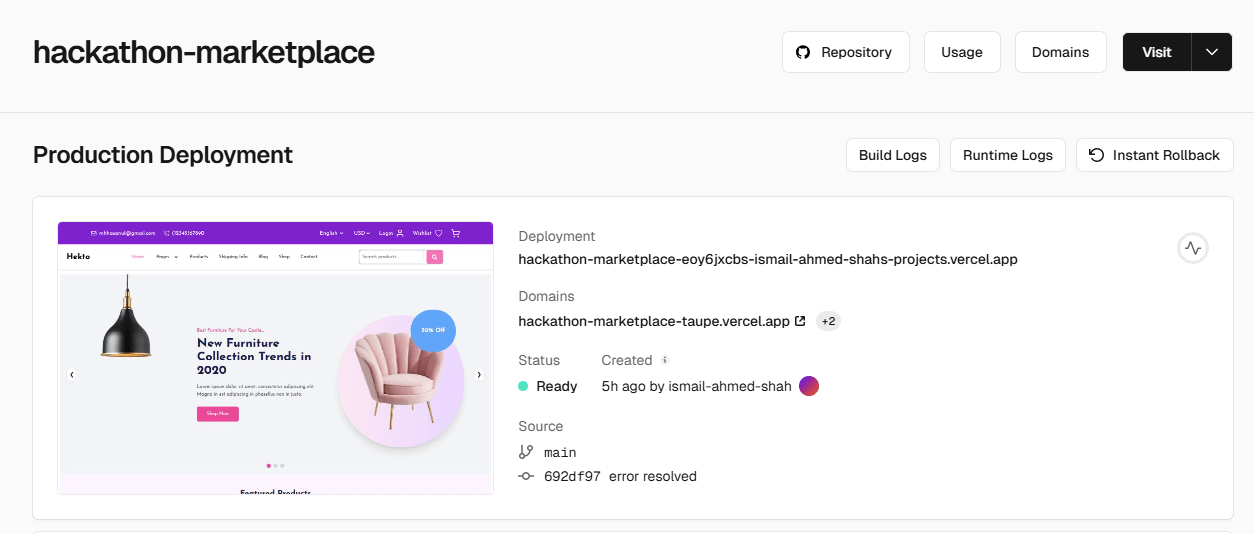 hackathon-marketplace
Repository
Usage
Domains
Visit
Production Deployment
Build Logs
Runtime Logs
Instant Rollback
mhhasanul@gmail.com
(12345)67890
English
USD
Login
Wishlist
Hekto
Home
Pages
Products
Shipping Info
Blog
Shop
Contact
Search products
Best Furniture For Your Castle...
New Furniture
Collection Trends in
2020
Lorem ipsum dolor sit amet, consectetur adipiscing elit.
Magna in est adipiscing in phasellus non in justo.
Shop Now
50% Off
Featured Products
Deployment
hackathon-marketplace-eoy6jxcbs-ismail-ahmed-shahs-projects.vercel.app
Domains
hackathon-marketplace-taupe.vercel.app +2
Status
Created
Ready
5h ago by ismail-ahmed-shah
Source
main
692df97 error resolved